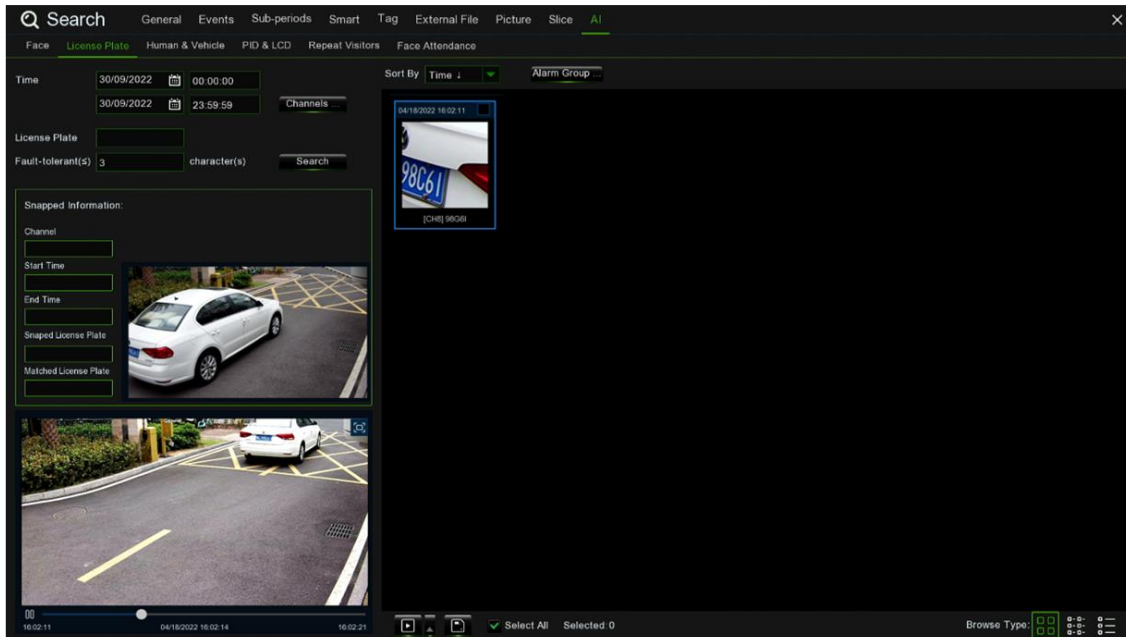 Search General Events Sub-periods Smart Tag External File Picture Slice AI
Face License Plate Human & Vehicle PID & LCD Repeat Visitors Face Attendance
Time 30/09/2022 00:00:00
30/09/2022 23:59:59 Channels ...
License Plate
Fault-tolerant(≤) 3 character(s) Search
Snapped Information:
Channel
Start Time
End Time
Snaped License Plate
Matched License Plate
16:02:11 04/18/2022 16:02:14 16:02:21
Sort By Time ↓ Alarm Group ...
04/18/2022 16:02:11
98C61
[CH8] 98G6I
Select All Selected:0 Browse Type: